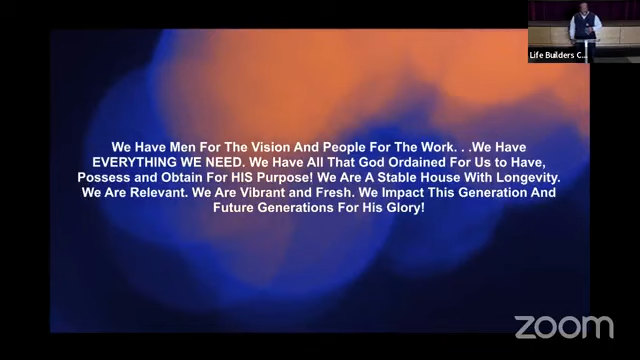 Life Builders C...
We Have Men For The Vision And People For The Work. . .We Have
EVERYTHING WE NEED. We Have All That God Ordained For Us to Have,
Possess and Obtain For HIS Purpose! We Are A Stable House With Longevity.
We Are Relevant. We Are Vibrant and Fresh. We Impact This Generation And
Future Generations For His Glory!
zoom